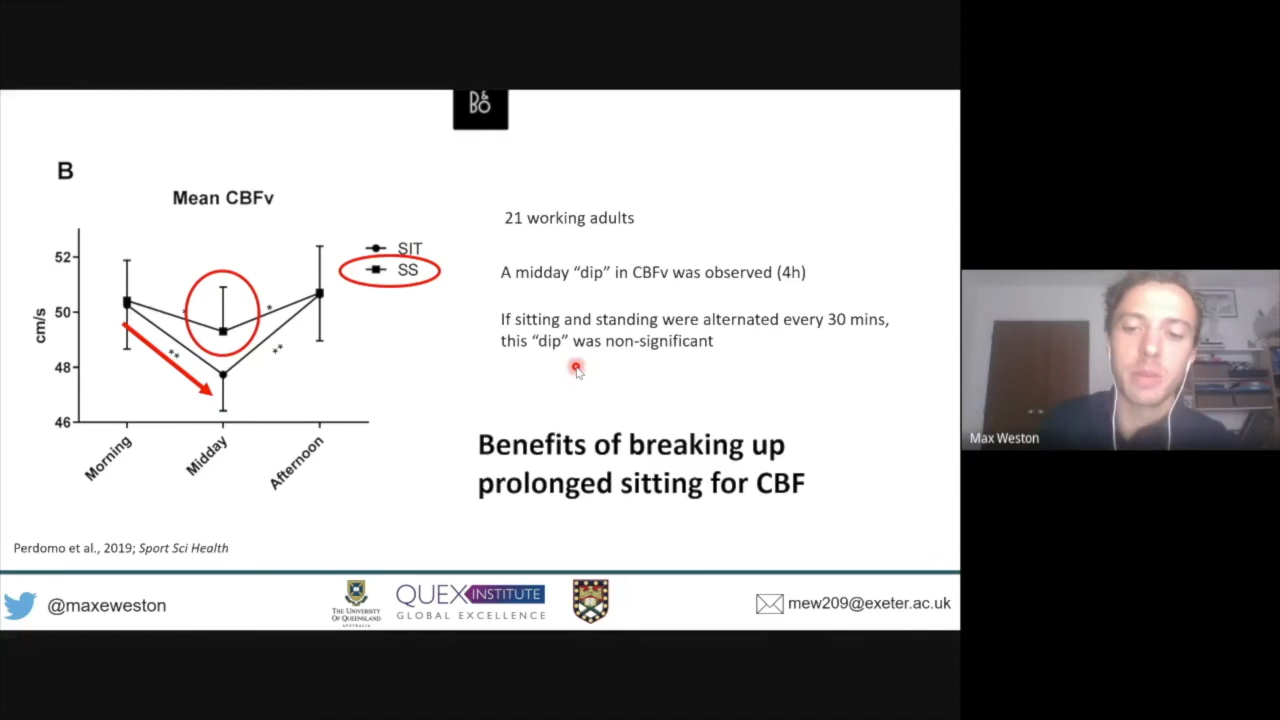 B&O
B
Mean CBFv
52
50
48
46
cm/s
SIT
SS
*
*
**
**
Morning
Midday
Afternoon
21 working adults
A midday “dip” in CBFv was observed (4h)
If sitting and standing were alternated every 30 mins,
this “dip” was non-significant
Benefits of breaking up
prolonged sitting for CBF
Perdomo et al., 2019; Sport Sci Health
@maxeweston
THE UNIVERSITY
OF QUEENSLAND
AUSTRALIA
QUEX INSTITUTE
GLOBAL EXCELLENCE
mew209@exeter.ac.uk
Max Weston